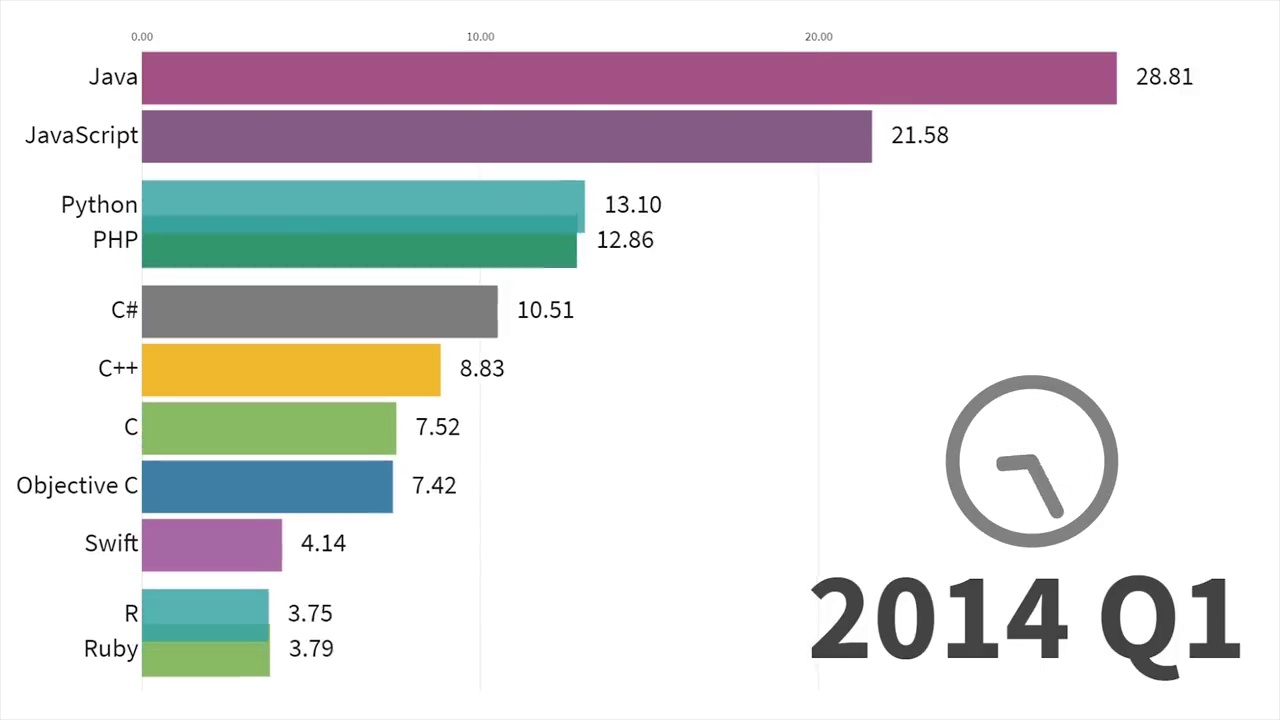 0.00 10.00 20.00
Java 28.81
JavaScript 21.58
Python 13.10
PHP 12.86
C# 10.51
C++ 8.83
C 7.52
Objective C 7.42
Swift 4.14
R 3.75
Ruby 3.79
2014 Q1